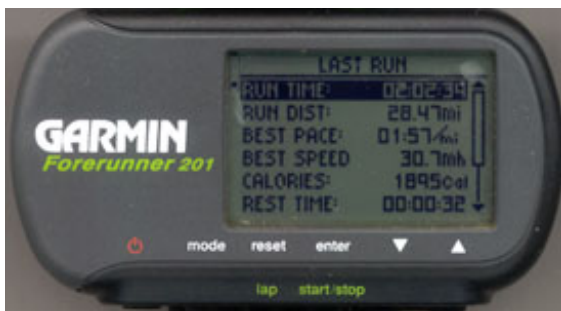 LAST RUN
RUN TIME: 02:02:34
RUN DIST: 28.47mi
BEST PACE: 01:57/mi
BEST SPEED 30.7mh
CALORIES: 1895Cal
REST TIME: 00:00:32
GARMIN
Forerunner 201
mode reset enter
lap start/stop